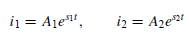 i₁ = A₁e^{s₁t}, i₂ = A₂e^{s₂t}